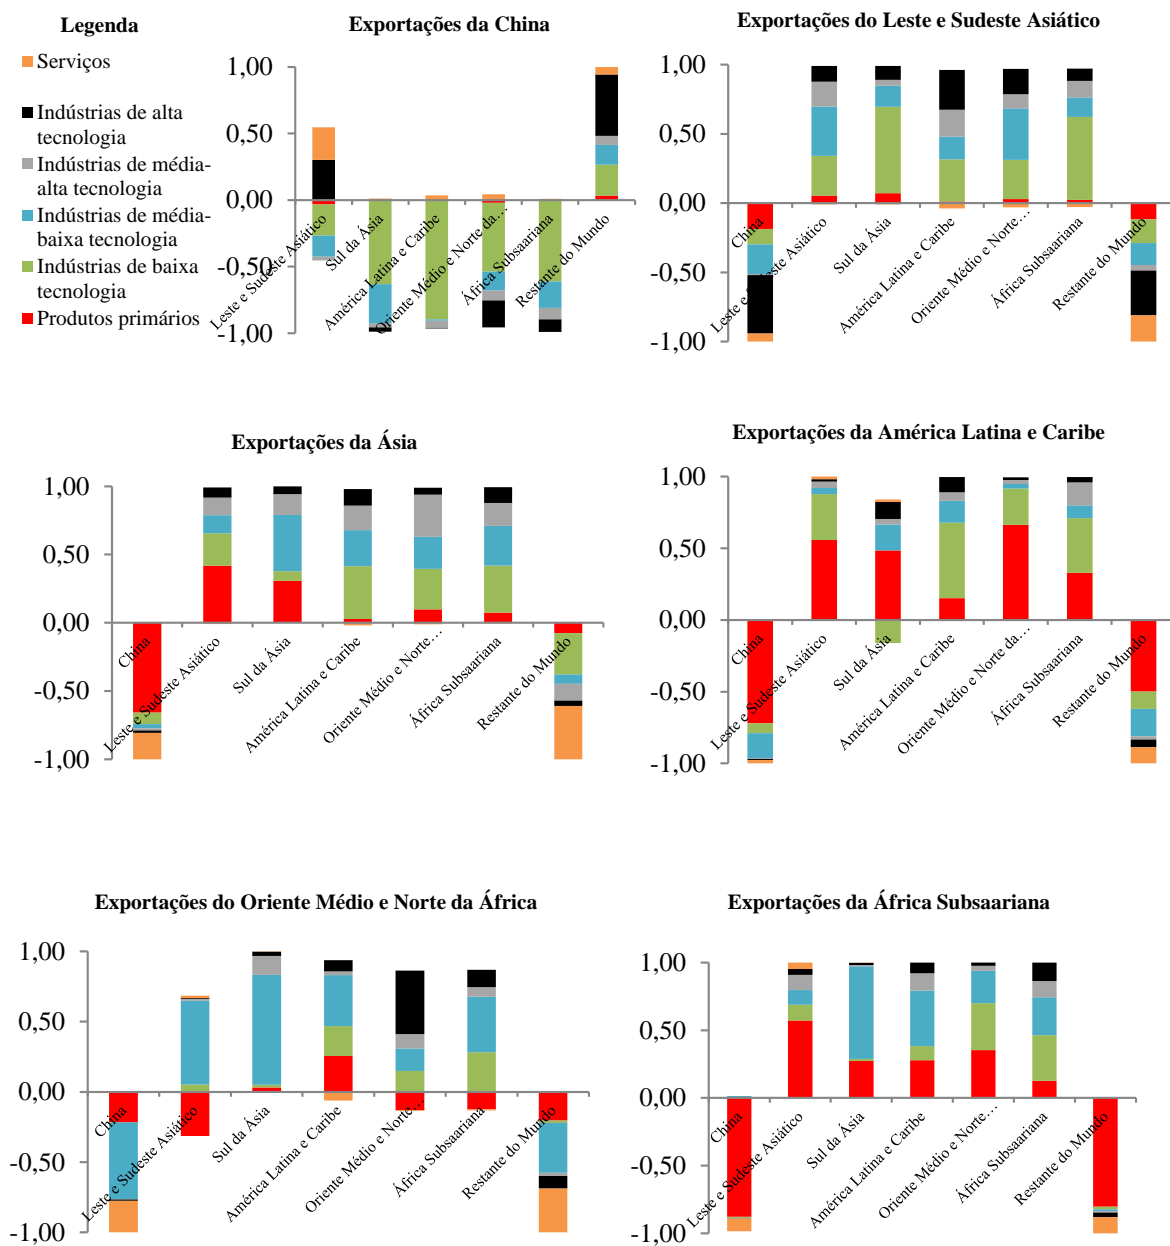 Legenda
Serviços
Indústrias de alta
tecnologia
Indústrias de média-
alta tecnologia
Indústrias de média-
baixa tecnologia
Indústrias de baixa
tecnologia
Produtos primários
Exportações da China
1,00
0,50
0,00
-0,50
-1,00
Leste e Sudeste Asiático
Sul da Ásia
América Latina e Caribe
Oriente Médio e Norte da…
África Subsaariana
Restante do Mundo
Exportações do Leste e Sudeste Asiático
1,00
0,50
0,00
-0,50
-1,00
China
Leste e Sudeste Asiático
Sul da Ásia
América Latina e Caribe
Oriente Médio e Norte…
África Subsaariana
Restante do Mundo
Exportações da Ásia
1,00
0,50
0,00
-0,50
-1,00
China
Leste e Sudeste Asiático
Sul da Ásia
América Latina e Caribe
Oriente Médio e Norte…
África Subsaariana
Restante do Mundo
Exportações da América Latina e Caribe
1,00
0,50
0,00
-0,50
-1,00
China
Leste e Sudeste Asiático
Sul da Ásia
América Latina e Caribe
Oriente Médio e Norte da…
África Subsaariana
Restante do Mundo
Exportações do Oriente Médio e Norte da África
1,00
0,50
0,00
-0,50
-1,00
China
Leste e Sudeste Asiático
Sul da Ásia
América Latina e Caribe
Oriente Médio e Norte…
África Subsaariana
Restante do Mundo
Exportações da África Subsaariana
1,00
0,50
0,00
-0,50
-1,00
China
Leste e Sudeste Asiático
Sul da Ásia
América Latina e Caribe
Oriente Médio e Norte…
África Subsaariana
Restante do Mundo